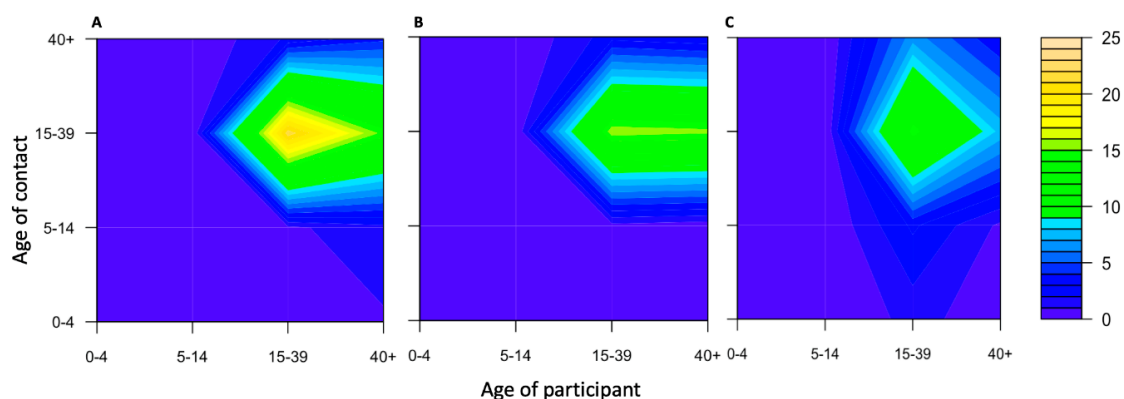 A B C
40+
15-39
5-14
0-4
Age of contact
0-4 5-14 15-39 40+
0-4 5-14 15-39 40+
0-4 5-14 15-39 40+
Age of participant
25
20
15
10
5
0